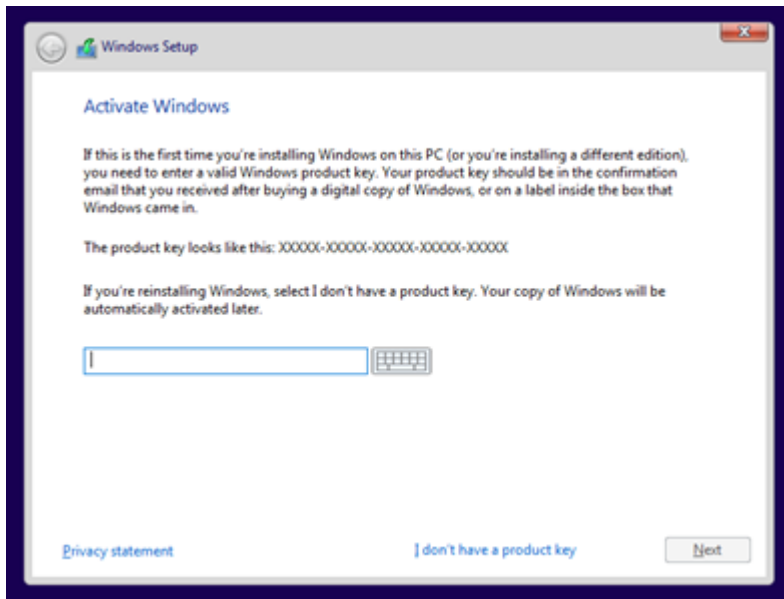 Windows Setup
Activate Windows
If this is the first time you're installing Windows on this PC (or you're installing a different edition),
you need to enter a valid Windows product key. Your product key should be in the confirmation
email that you received after buying a digital copy of Windows, or on a label inside the box that
Windows came in.
The product key looks like this: XXXXX-XXXXX-XXXXX-XXXXX-XXXXX
If you're reinstalling Windows, select I don't have a product key. Your copy of Windows will be
automatically activated later.
Privacy statement
I don't have a product key
Next